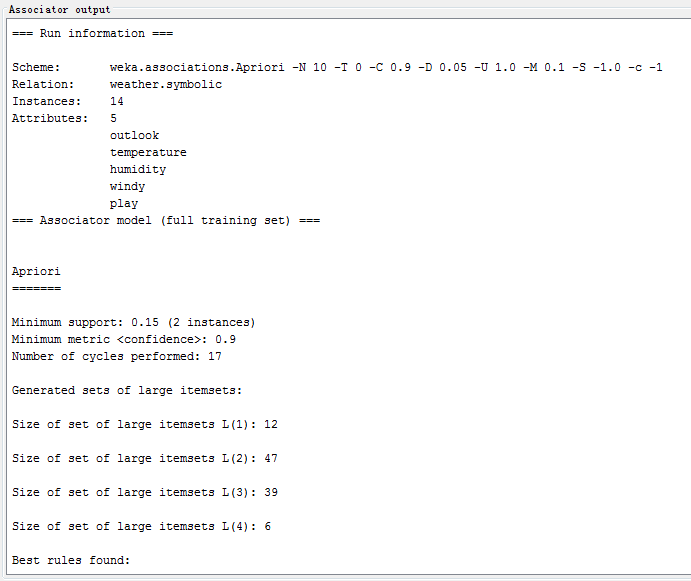 Associator output
=== Run information ===
Scheme: weka.associations.Apriori -N 10 -T 0 -C 0.9 -D 0.05 -U 1.0 -M 0.1 -S -1.0 -c -1
Relation: weather.symbolic
Instances: 14
Attributes: 5
outlook
temperature
humidity
windy
play
=== Associator model (full training set) ===
Apriori
=======
Minimum support: 0.15 (2 instances)
Minimum metric <confidence>: 0.9
Number of cycles performed: 17
Generated sets of large itemsets:
Size of set of large itemsets L(1): 12
Size of set of large itemsets L(2): 47
Size of set of large itemsets L(3): 39
Size of set of large itemsets L(4): 6
Best rules found: